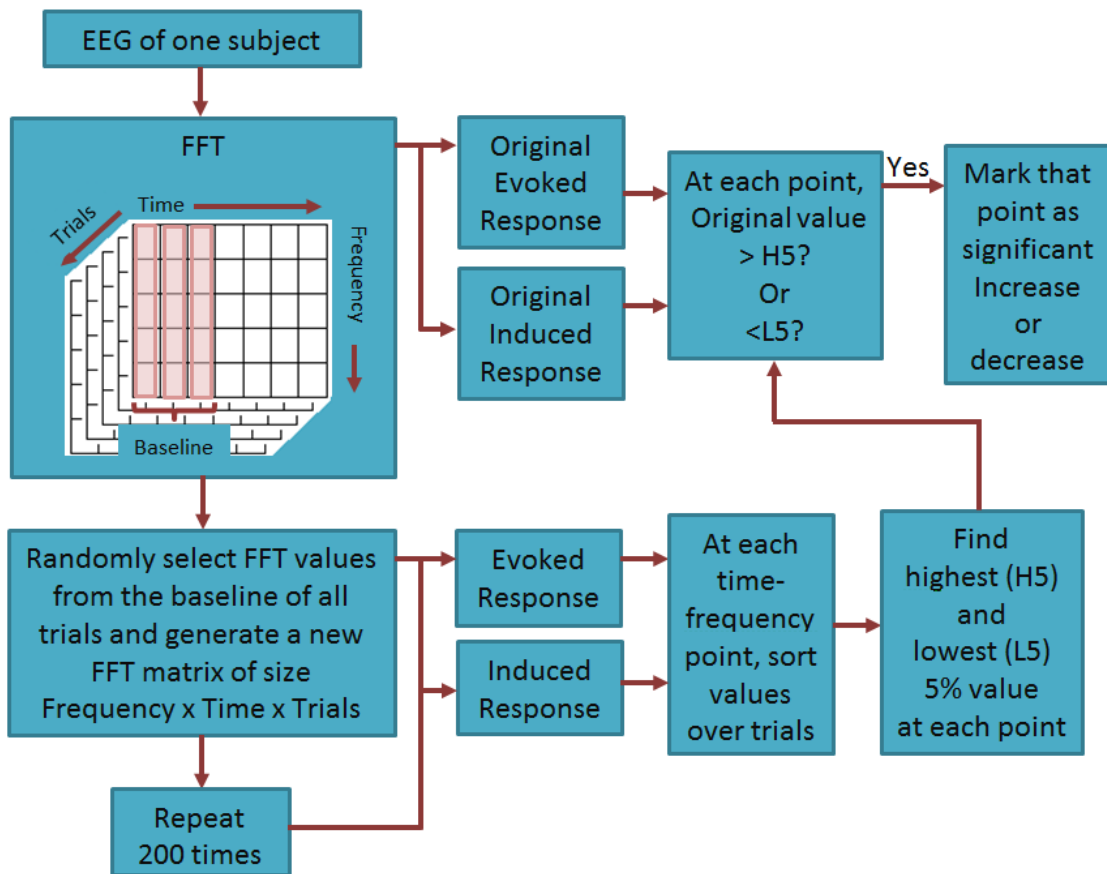 EEG of one subject
FFT
Trials
Time
Frequency
Baseline
Original
Evoked
Response
Original
Induced
Response
At each point,
Original value
> H5?
Or
<L5?
Yes
Mark that
point as
significant
Increase
or
decrease
Randomly select FFT values
from the baseline of all
trials and generate a new
FFT matrix of size
Frequency x Time x Trials
Repeat
200 times
Evoked
Response
Induced
Response
At each
time-
frequency
point, sort
values
over trials
Find
highest (H5)
and
lowest (L5)
5% value
at each point